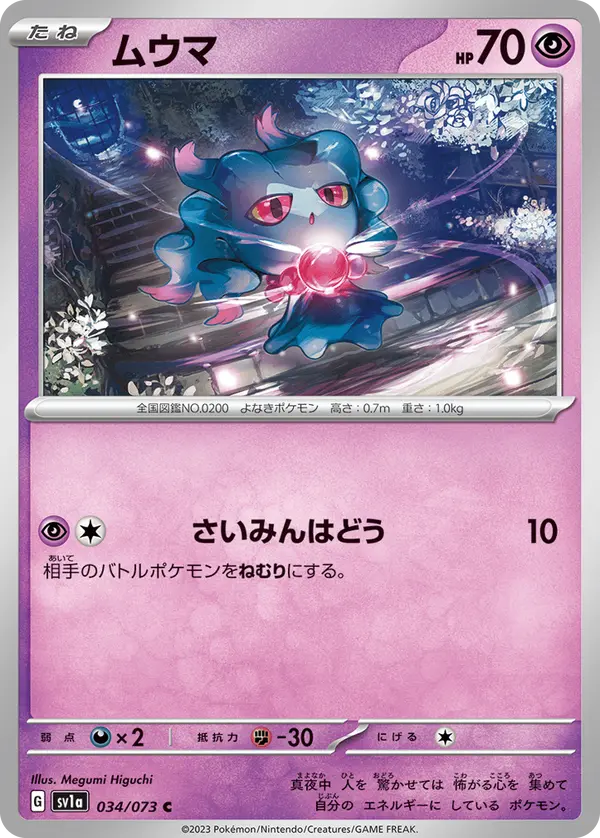 たね
ムウマ
HP70
全国図鑑NO.0200 よなきポケモン 高さ:0.7m 重さ:1.0kg
さいみんはどう 10
相手のバトルポケモンをねむりにする。
弱点 ×2 抵抗力 -30 にげる
Illus. Megumi Higuchi
G sv1a 034/073 C
真夜中 人を 驚かせては 怖がる心を 集めて
自分の エネルギーに している ポケモン。
©2023 Pokémon/Nintendo/Creatures/GAME FREAK.